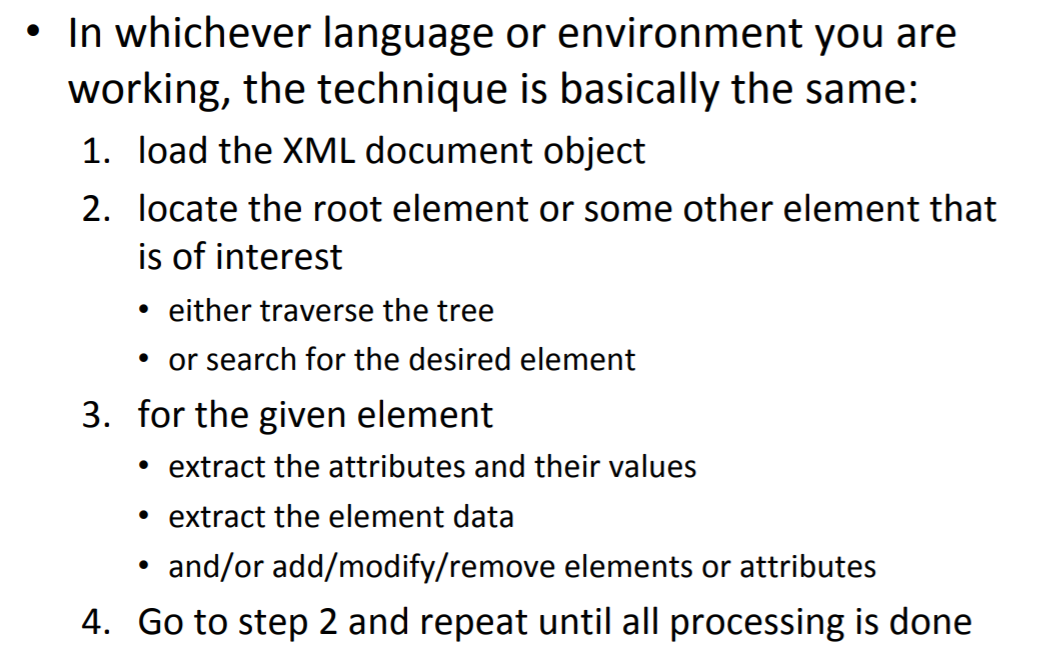 • In whichever language or environment you are
working, the technique is basically the same:
1. load the XML document object
2. locate the root element or some other element that
is of interest
• either traverse the tree
• or search for the desired element
3. for the given element
• extract the attributes and their values
• extract the element data
• and/or add/modify/remove elements or attributes
4. Go to step 2 and repeat until all processing is done